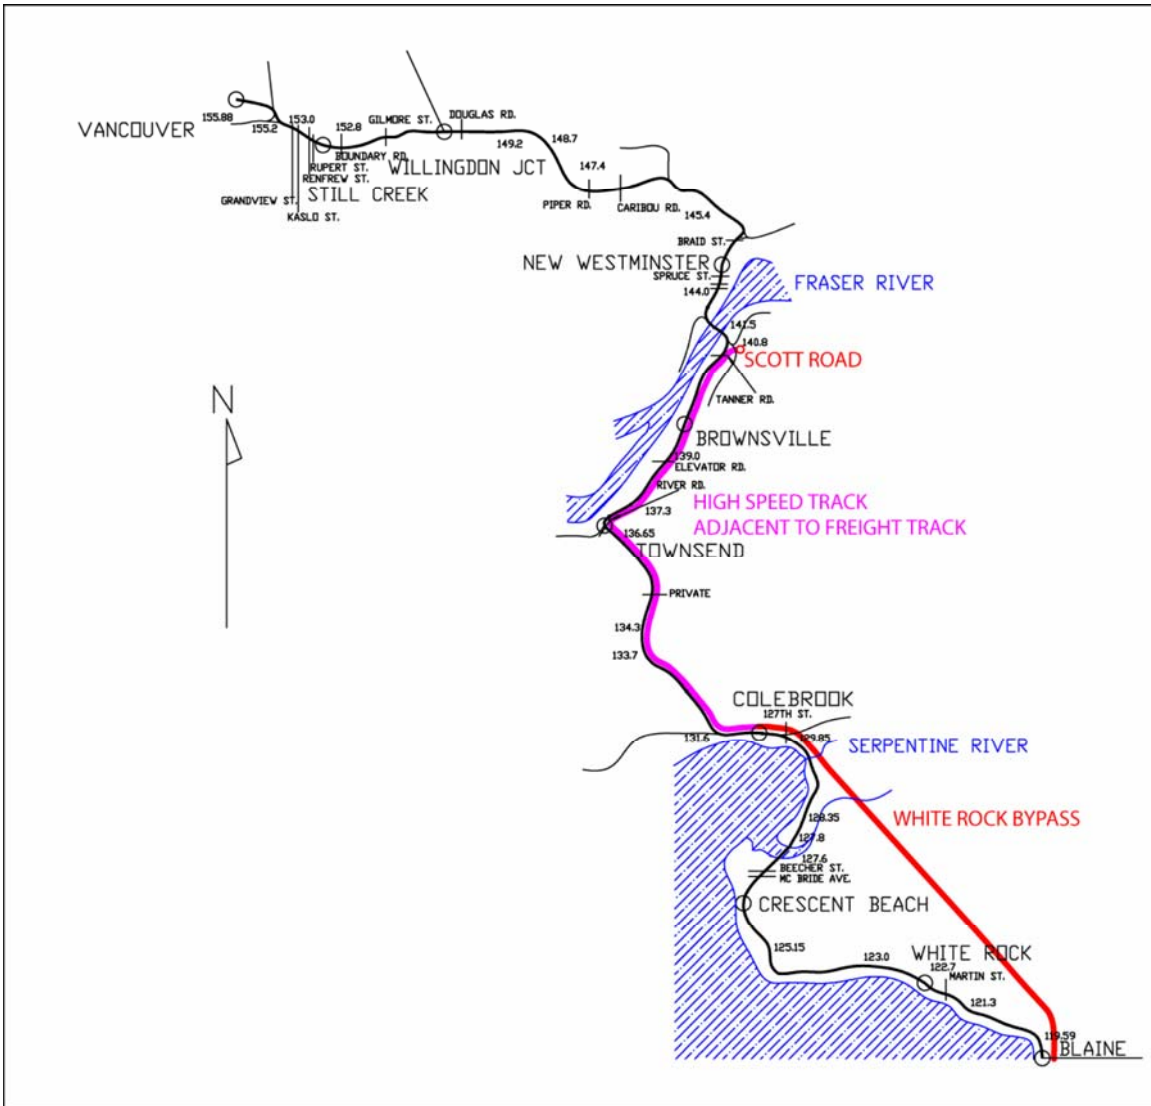 DOUGLAS RD.
GILMORE ST.
155.88
155.2
153.0
152.8
149.2
148.7
VANCOUVER
BOUNDARY RD.
RUPERT ST.
RENFREW ST.
WILLINGDON JCT
147.4
GRANDVIEW ST.
STILL CREEK
KASLO ST.
PIPER RD.
CARIBOU RD.
145.4
BRAID ST.
NEW WESTMINSTER
SPRUCE ST.
144.0
FRASER RIVER
141.5
140.8
SCOTT ROAD
N
TANNER RD.
BROWNSVILLE
139.0
ELEVATOR RD.
RIVER RD.
137.3
HIGH SPEED TRACK
ADJACENT TO FREIGHT TRACK
136.65
TOWNSEND
PRIVATE
134.3
133.7
COLEBROOK
127TH ST.
131.6
129.85
SERPENTINE RIVER
128.35
WHITE ROCK BYPASS
127.8
127.6
BEECHER ST.
MC BRIDE AVE.
CRESCENT BEACH
125.15
123.0
WHITE ROCK
122.7
MARTIN ST.
121.3
119.59
BLAINE